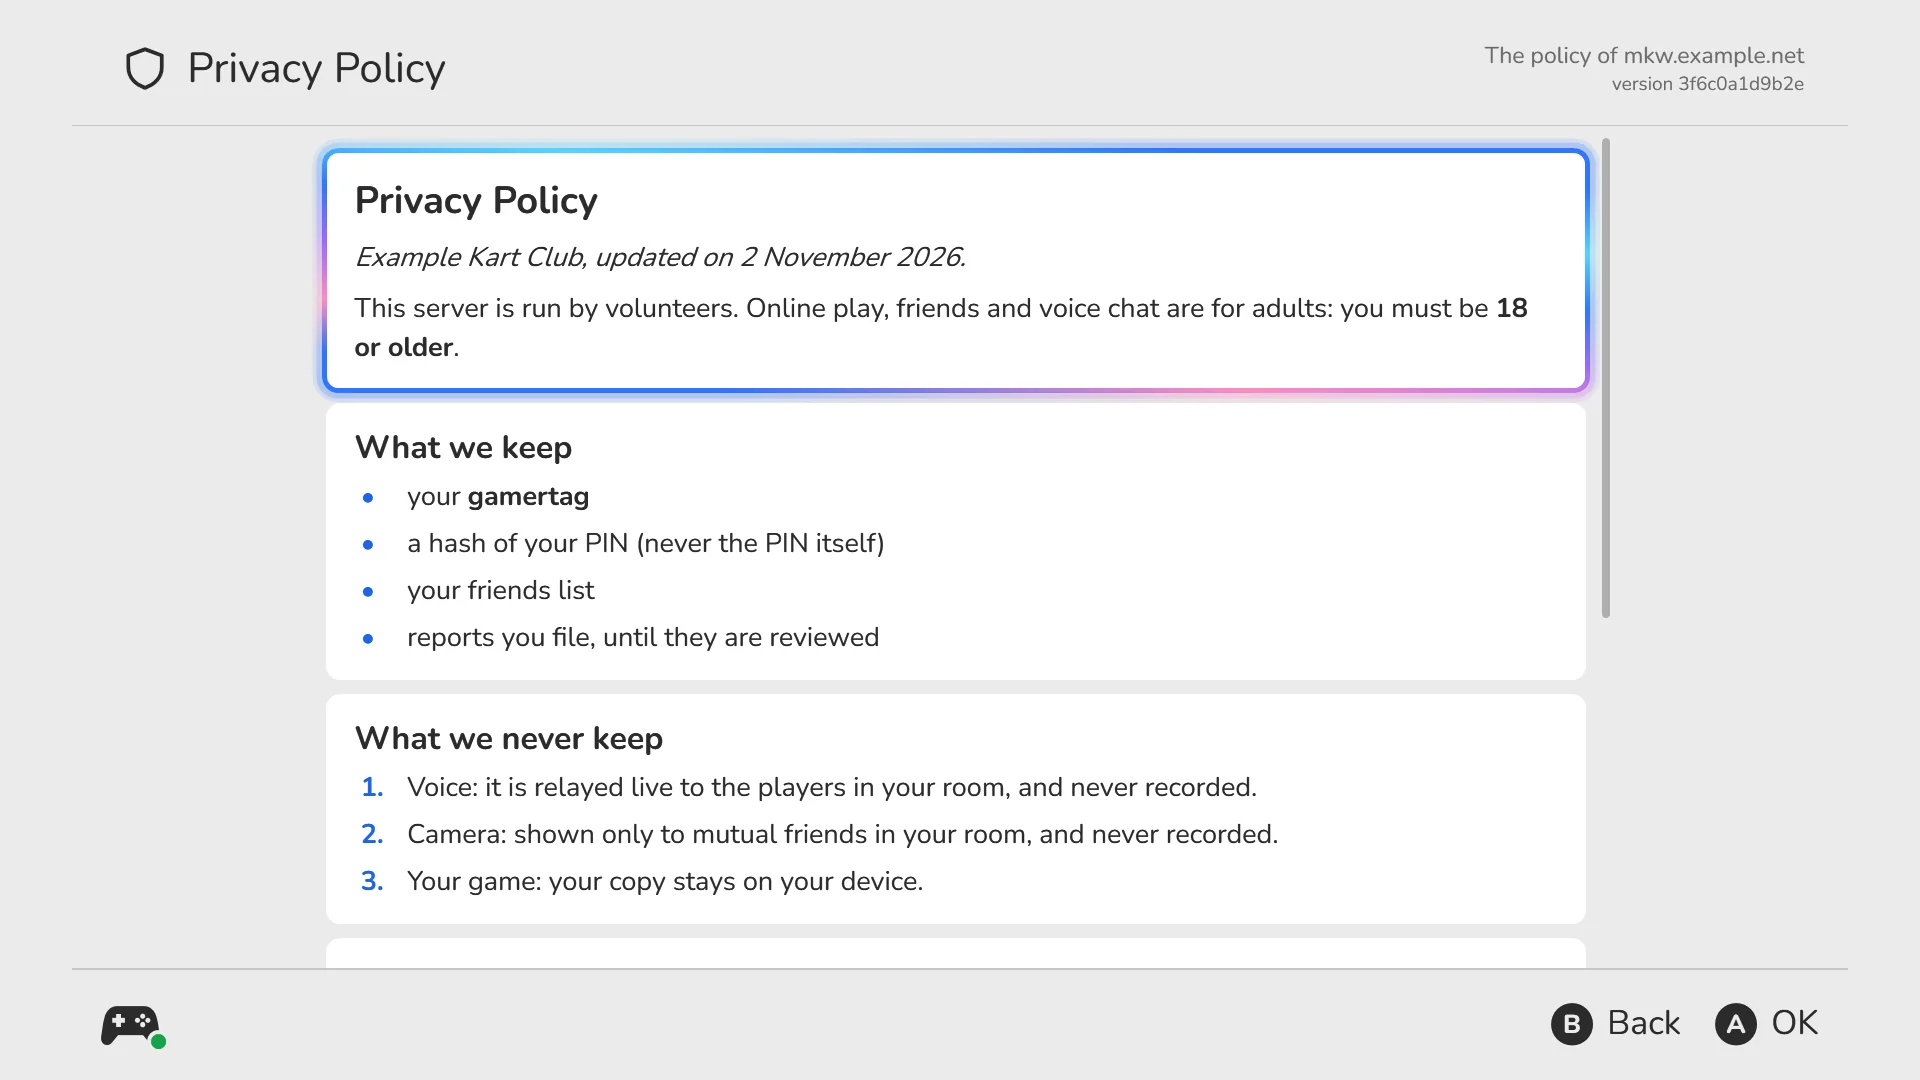 Privacy Policy
The policy of mkw.example.net
version 3f6c0a1d9b2e
Privacy Policy
Example Kart Club, updated on 2 November 2026.
This server is run by volunteers. Online play, friends and voice chat are for adults: you must be 18
or older.
What we keep
• your gamertag
• a hash of your PIN (never the PIN itself)
• your friends list
• reports you file, until they are reviewed
What we never keep
1. Voice: it is relayed live to the players in your room, and never recorded.
2. Camera: shown only to mutual friends in your room, and never recorded.
3. Your game: your copy stays on your device.
B Back A OK